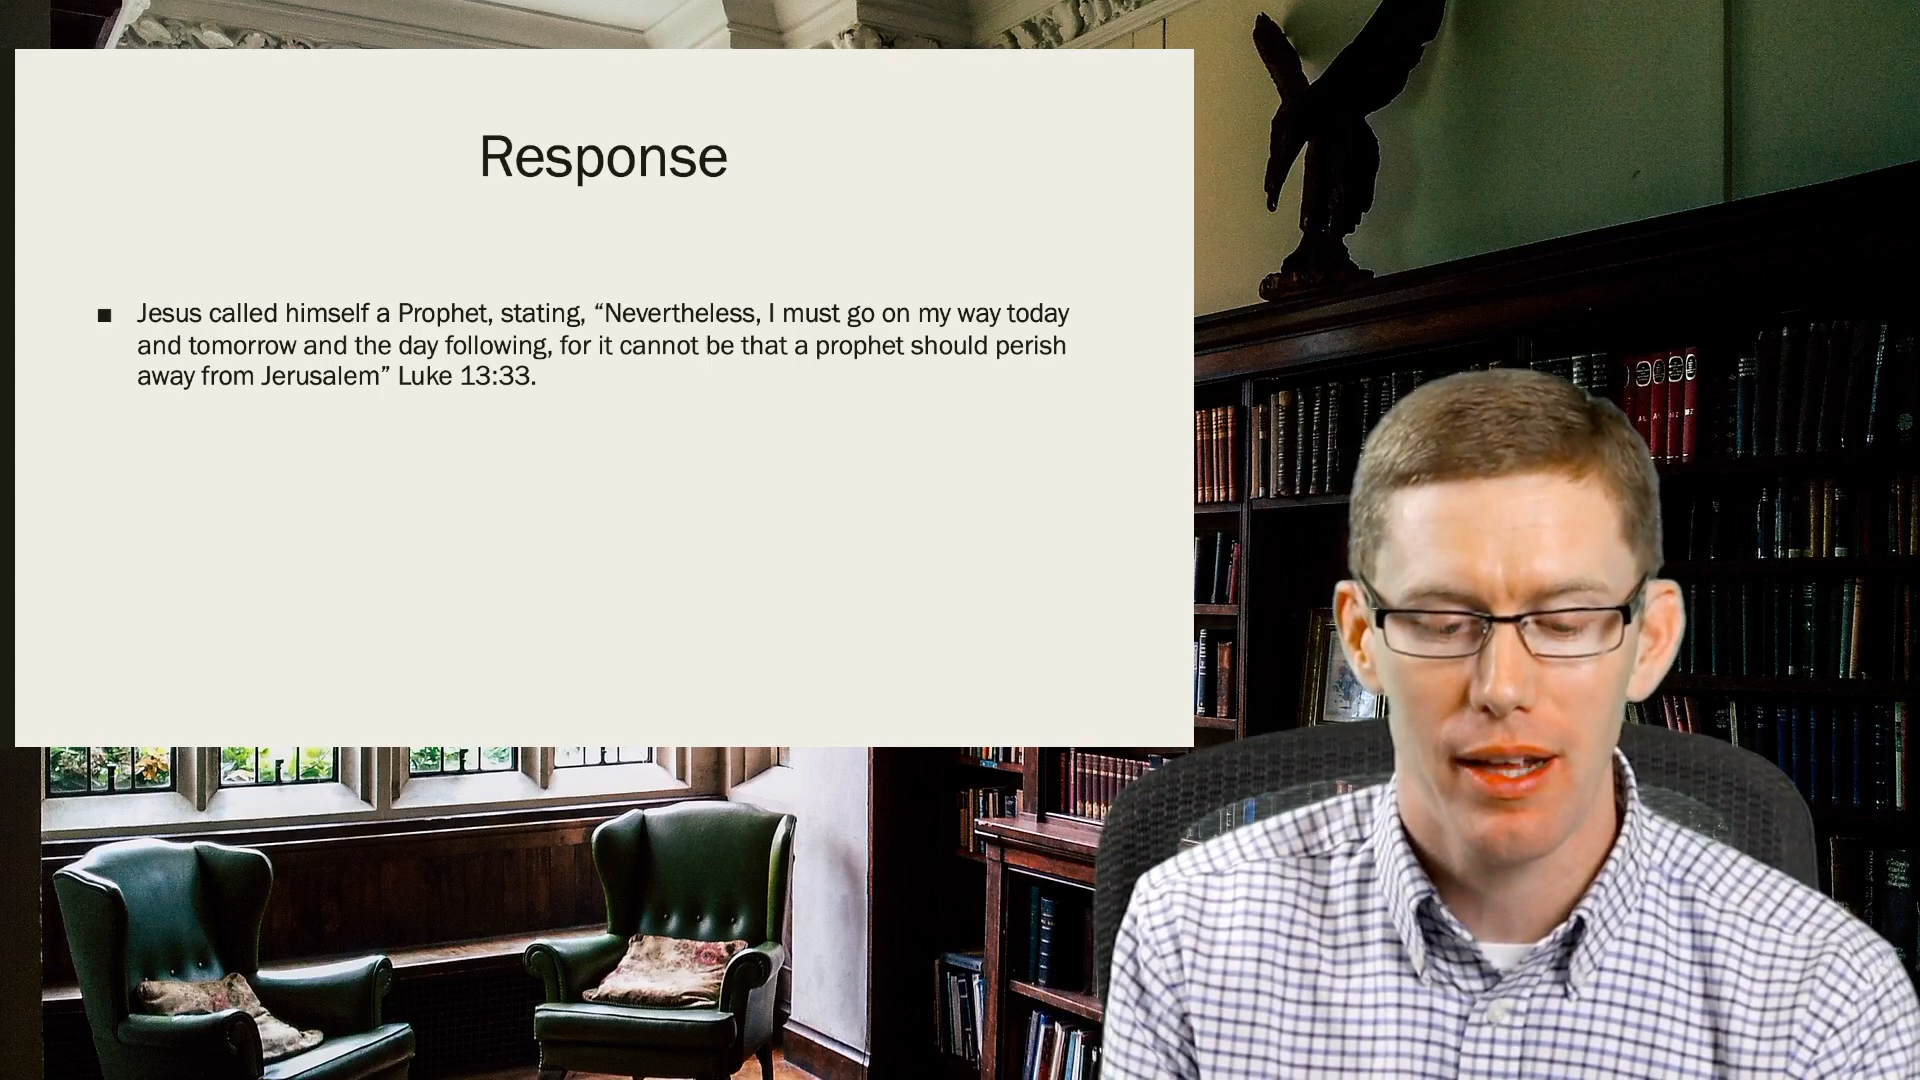 Response
■ Jesus called himself a Prophet, stating, “Nevertheless, I must go on my way today
and tomorrow and the day following, for it cannot be that a prophet should perish
away from Jerusalem” Luke 13:33.